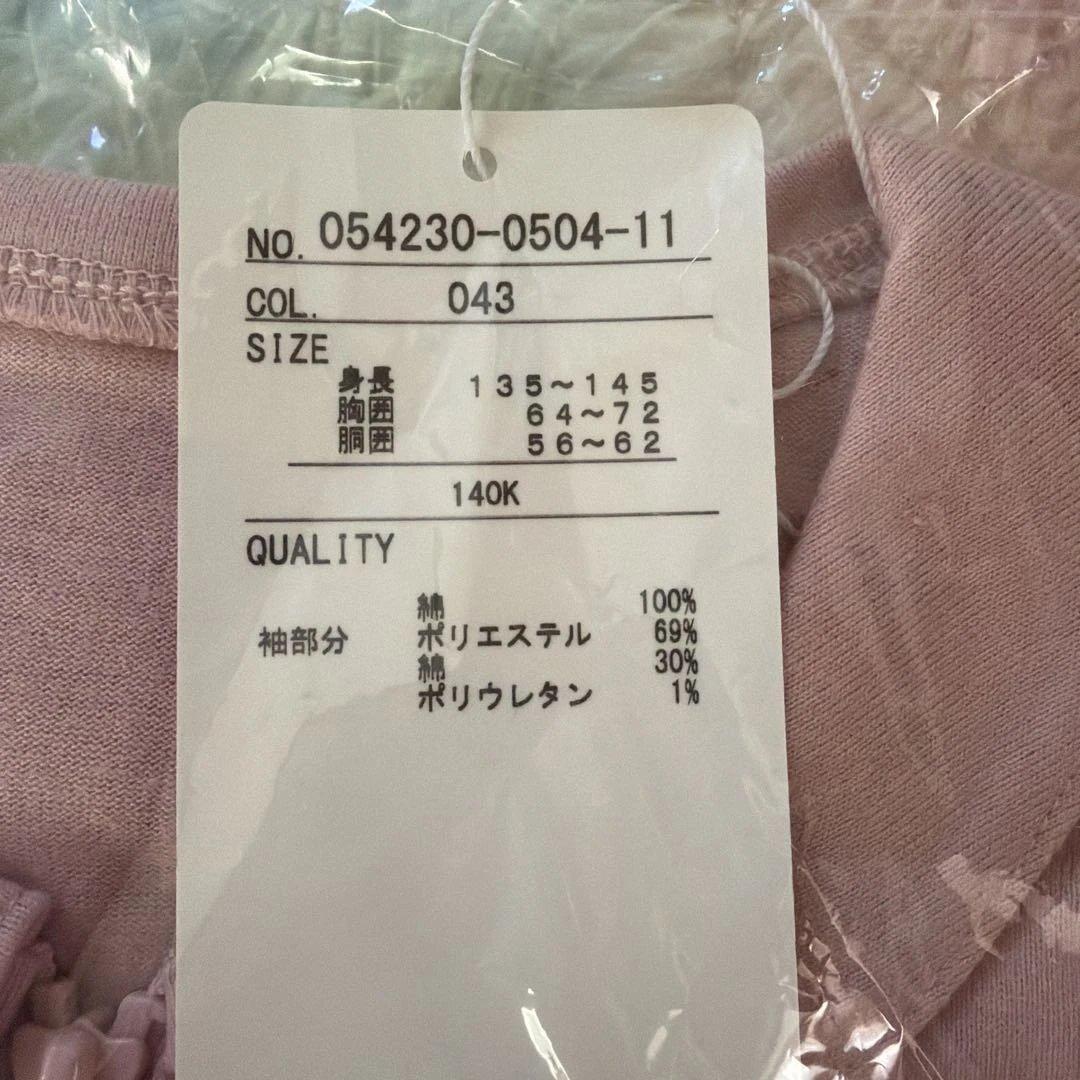 NO. 054230-0504-11
COL. 043
SIZE
身長 135～145
胸囲 64～72
胴囲 56～62
140K
QUALITY
綿 100%
袖部分 ポリエステル 69%
綿 30%
ポリウレタン 1%